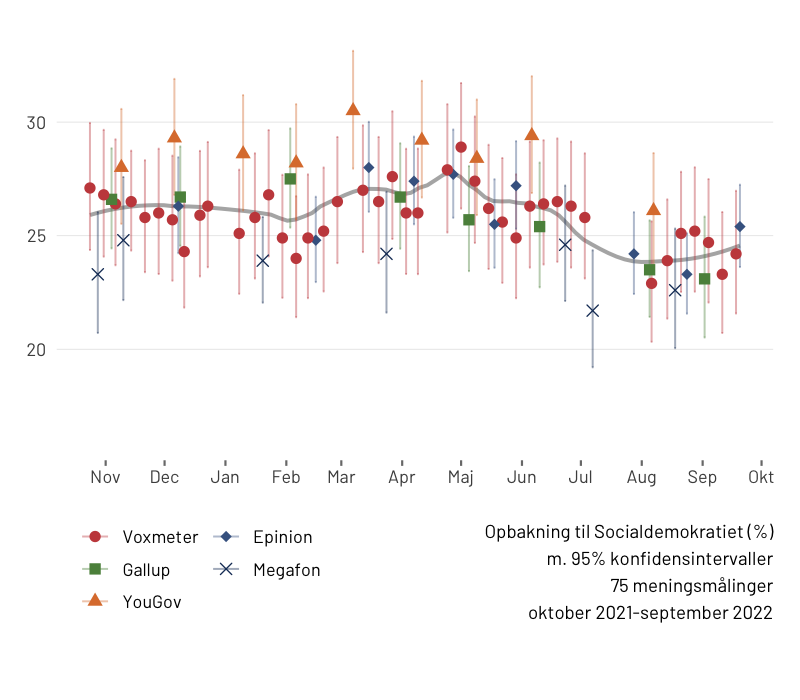 30
25
20
Nov Dec Jan Feb Mar Apr Maj Jun Jul Aug Sep Okt
Voxmeter Epinion
Gallup Megafon
YouGov
Opbakning til Socialdemokratiet (%)
m. 95% konfidensintervaller
75 meningsmålinger
oktober 2021-september 2022